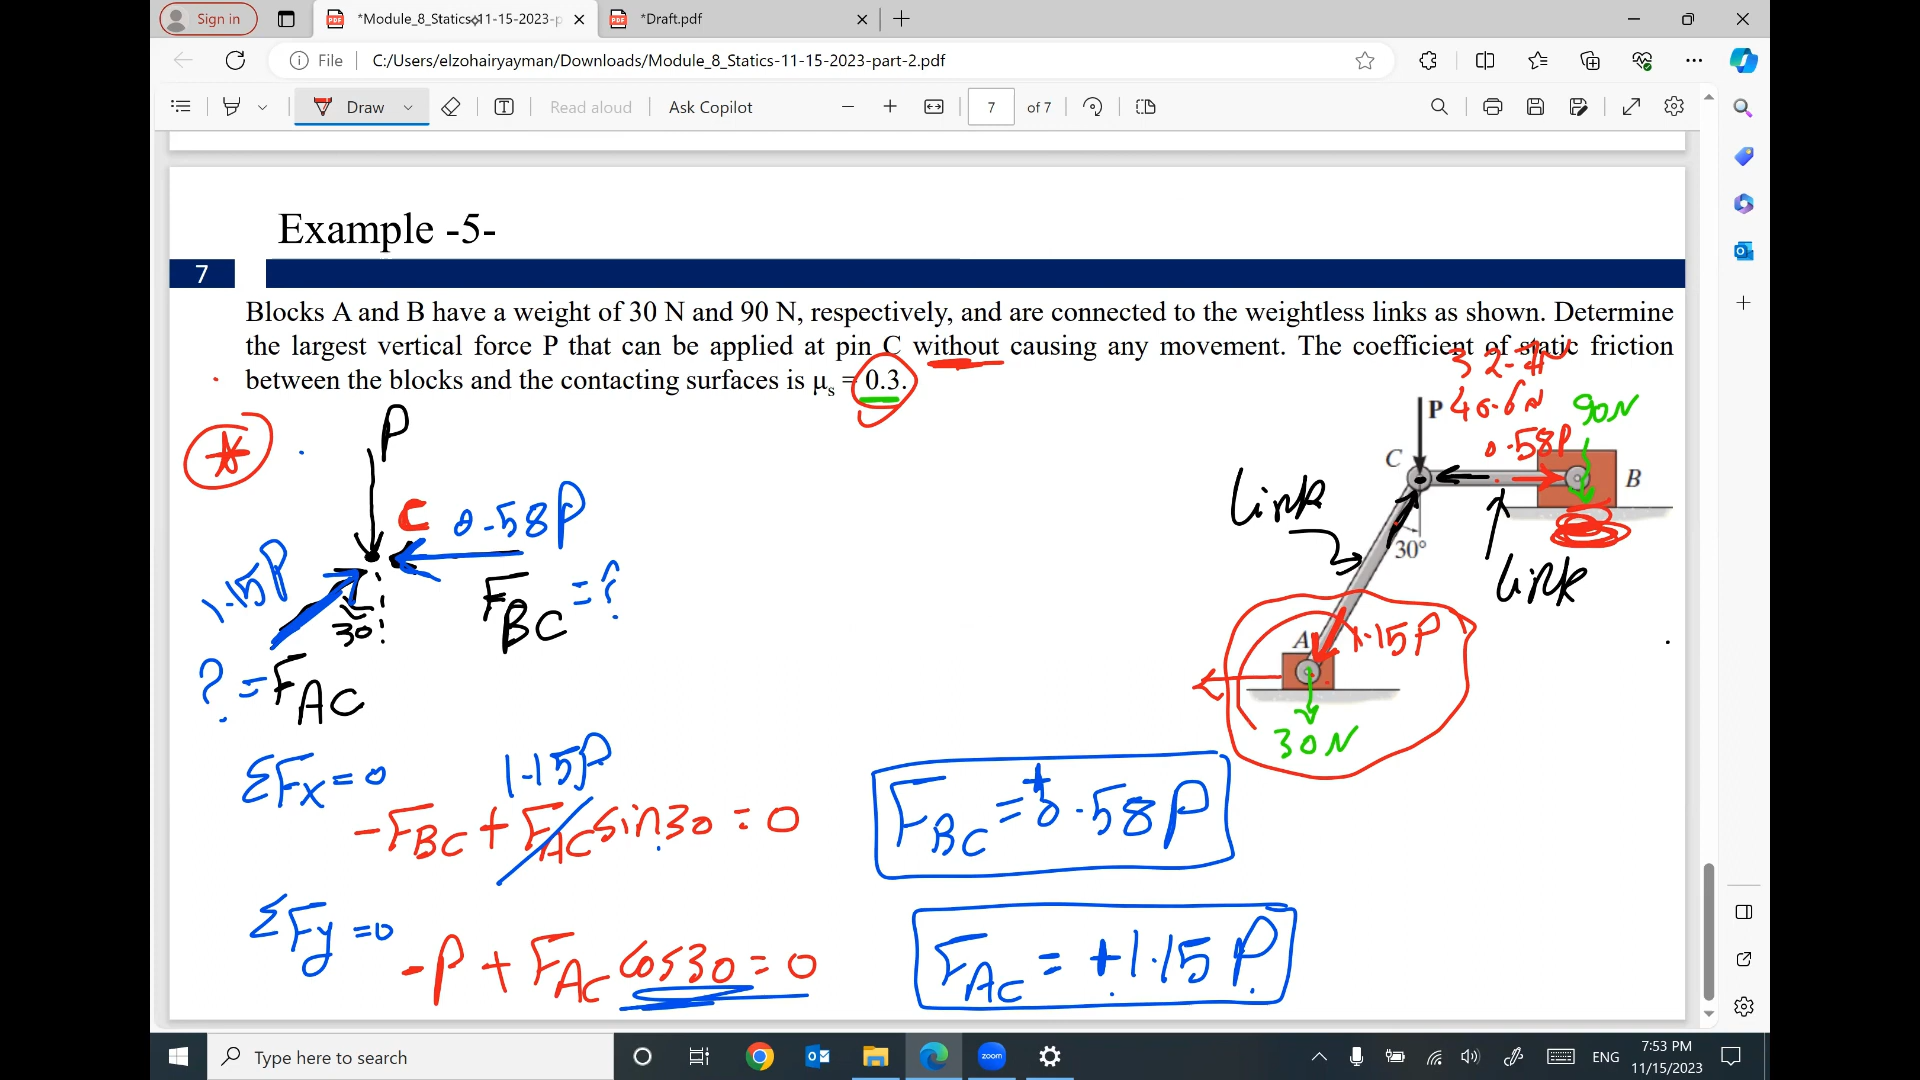 Sign in
*Module_8_Statics-11-15-2023-p
*Draft.pdf
File
C:/Users/elzohairyayman/Downloads/Module_8_Statics-11-15-2023-part-2.pdf
Draw
Read aloud
Ask Copilot
7
of 7
Example -5-
7
Blocks A and B have a weight of 30 N and 90 N, respectively, and are connected to the weightless links as shown. Determine
the largest vertical force P that can be applied at pin C without causing any movement. The coefficient of static friction
between the blocks and the contacting surfaces is μs = 0.3.
P
C
0.58P
1.15P
30
FBC = ?
? = FAC
ΣFx = 0
1.15P
-FBC + FAC sin30 = 0
ΣFy = 0
-P + FAC cos30 = 0
FBC = +0.58P
FAC = +1.15 P
P
46.6N
90N
0.58P
C
B
link
30°
link
A
1.15P
30N
Type here to search
zoom
ENG
7:53 PM
11/15/2023